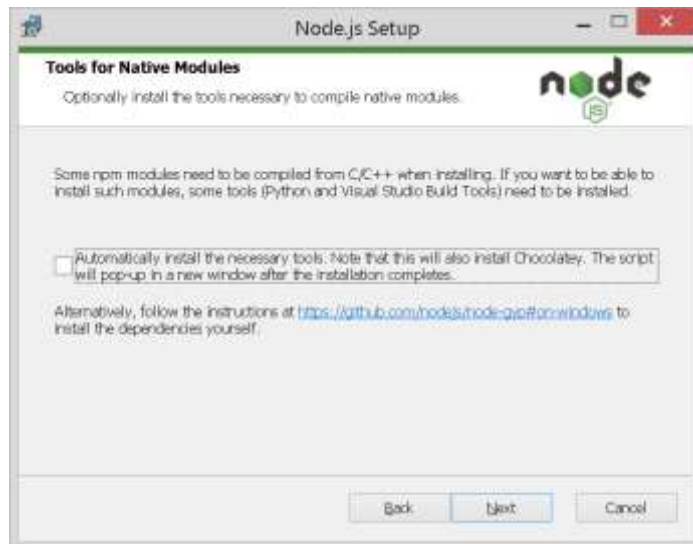 Node.js Setup
Tools for Native Modules
Optionally install the tools necessary to compile native modules.
node
JS
Some npm modules need to be compiled from C/C++ when installing. If you want to be able to
install such modules, some tools (Python and Visual Studio Build Tools) need to be installed.
Automatically install the necessary tools. Note that this will also install Chocolatey. The script
will pop-up in a new window after the installation completes.
Alternatively, follow the instructions at https://github.com/nodejs/node-gyp#on-windows to
install the dependencies yourself.
Back
Next
Cancel